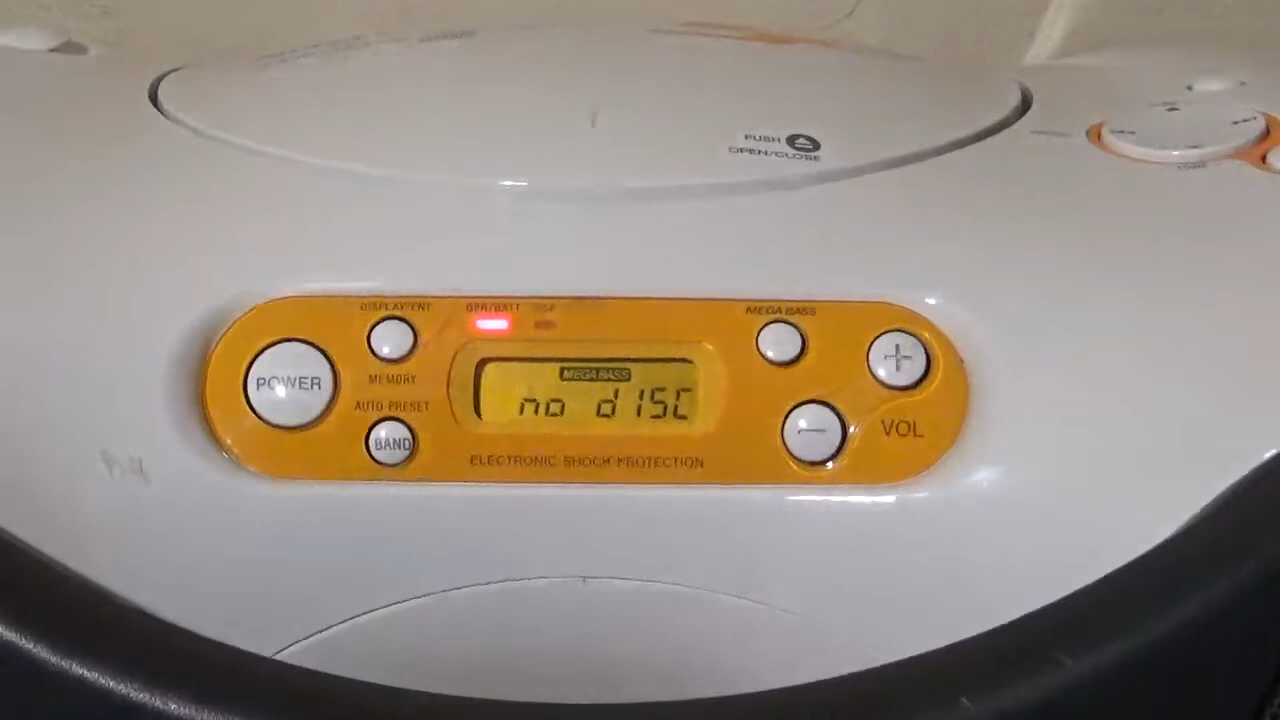 PUSH
OPEN/CLOSE
DISPLAY/ENT
OPR/BATT
MEGA BASS
POWER
MEMORY
MEGA BASS
no dISC
AUTO PRESET
BAND
VOL
ELECTRONIC SHOCK PROTECTION